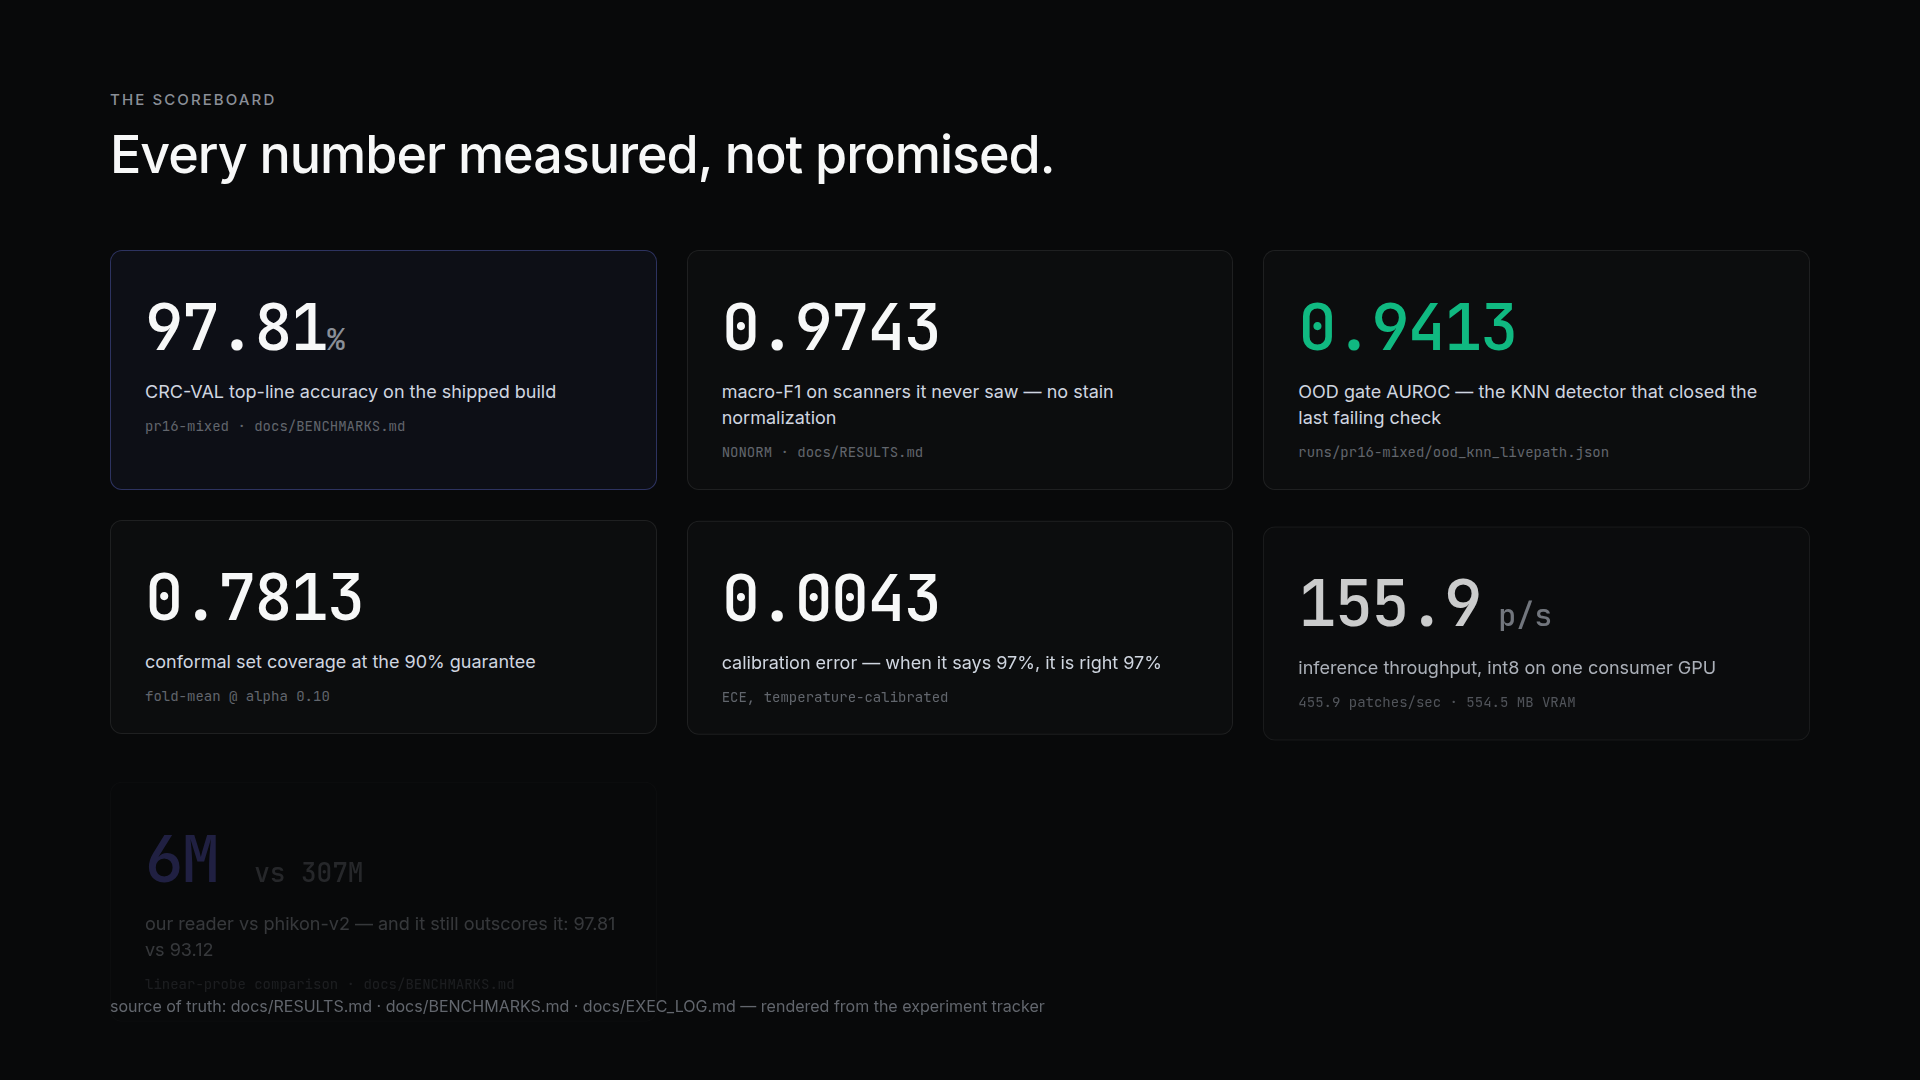 THE SCOREBOARD
Every number measured, not promised.
97.81%
CRC-VAL top-line accuracy on the shipped build
pr16-mixed · docs/BENCHMARKS.md
0.9743
macro-F1 on scanners it never saw — no stain
normalization
NONORM · docs/RESULTS.md
0.9413
OOD gate AUROC — the KNN detector that closed the
last failing check
runs/pr16-mixed/ood_knn_livepath.json
0.7813
conformal set coverage at the 90% guarantee
fold-mean @ alpha 0.10
0.0043
calibration error — when it says 97%, it is right 97%
ECE, temperature-calibrated
155.9 p/s
inference throughput, int8 on one consumer GPU
455.9 patches/sec · 554.5 MB VRAM
6M vs 307M
our reader vs phikon-v2 — and it still outscores it: 97.81
vs 93.12
linear-probe comparison · docs/BENCHMARKS.md
source of truth: docs/RESULTS.md · docs/BENCHMARKS.md · docs/EXEC_LOG.md — rendered from the experiment tracker